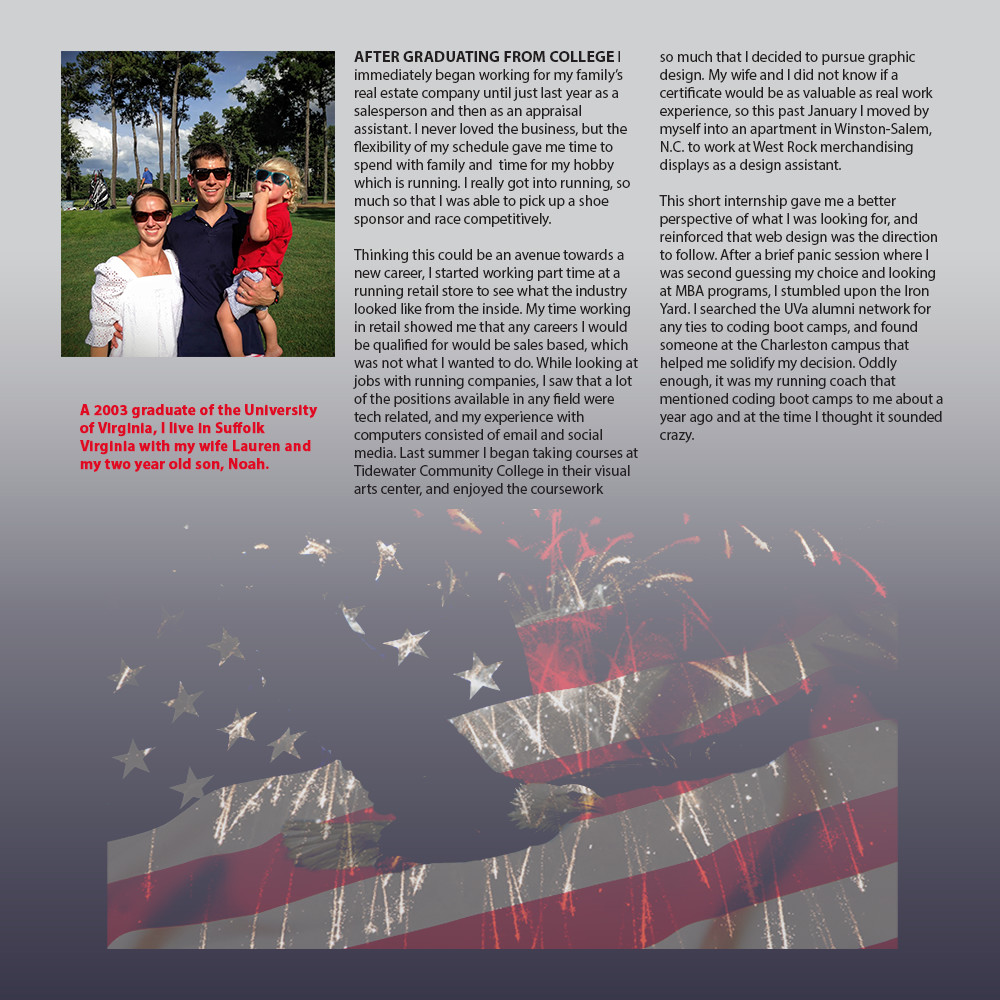 A 2003 graduate of the University
of Virginia, I live in Suffolk
Virginia with my wife Lauren and
my two year old son, Noah.
AFTER GRADUATING FROM COLLEGE I
immediately began working for my family's
real estate company until just last year as a
salesperson and then as an appraisal
assistant. I never loved the business, but the
flexibility of my schedule gave me time to
spend with family and  time for my hobby
which is running. I really got into running, so
much so that I was able to pick up a shoe
sponsor and race competitively.
Thinking this could be an avenue towards a
new career, I started working part time at a
running retail store to see what the industry
looked like from the inside. My time working
in retail showed me that any careers I would
be qualified for would be sales based, which
was not what I wanted to do. While looking at
jobs with running companies, I saw that a lot
of the positions available in any field were
tech related, and my experience with
computers consisted of email and social
media. Last summer I began taking courses at
Tidewater Community College in their visual
arts center, and enjoyed the coursework
so much that I decided to pursue graphic
design. My wife and I did not know if a
certificate would be as valuable as real work
experience, so this past January I moved by
myself into an apartment in Winston-Salem,
N.C. to work at West Rock merchandising
displays as a design assistant.
This short internship gave me a better
perspective of what I was looking for, and
reinforced that web design was the direction
to follow. After a brief panic session where I
was second guessing my choice and looking
at MBA programs, I stumbled upon the Iron
Yard. I searched the UVa alumni network for
any ties to coding boot camps, and found
someone at the Charleston campus that
helped me solidify my decision. Oddly
enough, it was my running coach that
mentioned coding boot camps to me about a
year ago and at the time I thought it sounded
crazy.